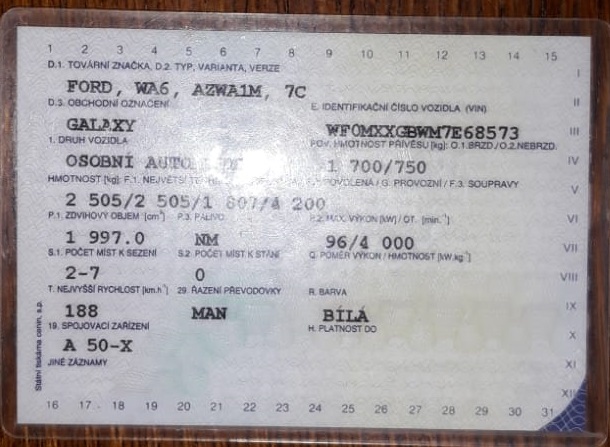 1 2 3 4 5 6 7 8 9 10 11 12 13 14 15
D.1. TOVÁRNÍ ZNAČKA, D.2. TYP, VARIANTA, VERZE
I
FORD, WA6, AZWA1M, 7C
D.3. OBCHODNÍ OZNAČENÍ E. IDENTIFIKAČNÍ ČÍSLO VOZIDLA (VIN)
II
GALAXY WF0MXXGBWM7E68573
III
1. DRUH VOZIDLA POV. HMOTNOST PŘÍVĚSU [kg]: O.1 BRZD./O.2 NEBRZD.
OSOBNÍ 1 700/750
IV
HMOTNOST [kg]: F.1. POVOLENÁ / G. PROVOZNÍ / F.3. SOUPRAVY
V
2 505/2 505/1 807/4 200
P.1. ZDVIHOVÝ OBJEM [cm³] P.3. PALIVO P.2. MAX. VÝKON [kW] / OT. [min.⁻¹]
VI
1 997.0 NM 96/4 000
VII
S.1. POČET MÍST K SEZENÍ S.2. POČET MÍST K STÁNÍ Q. POMĚR VÝKON / HMOTNOST [kW.kg⁻¹]
2-7 0
VIII
T. NEJVYŠŠÍ RYCHLOST [km.h⁻¹] 29. ŘAZENÍ PŘEVODOVKY R. BARVA
188 MAN BÍLÁ
IX
19. SPOJOVACÍ ZAŘÍZENÍ H. PLATNOST DO
A 50-X
X
JINÉ ZÁZNAMY
XI
XII
16 17 18 19 20 21 22 23 24 25 26 27 28 29 30 31
Státní tiskárna cenin, s.p.